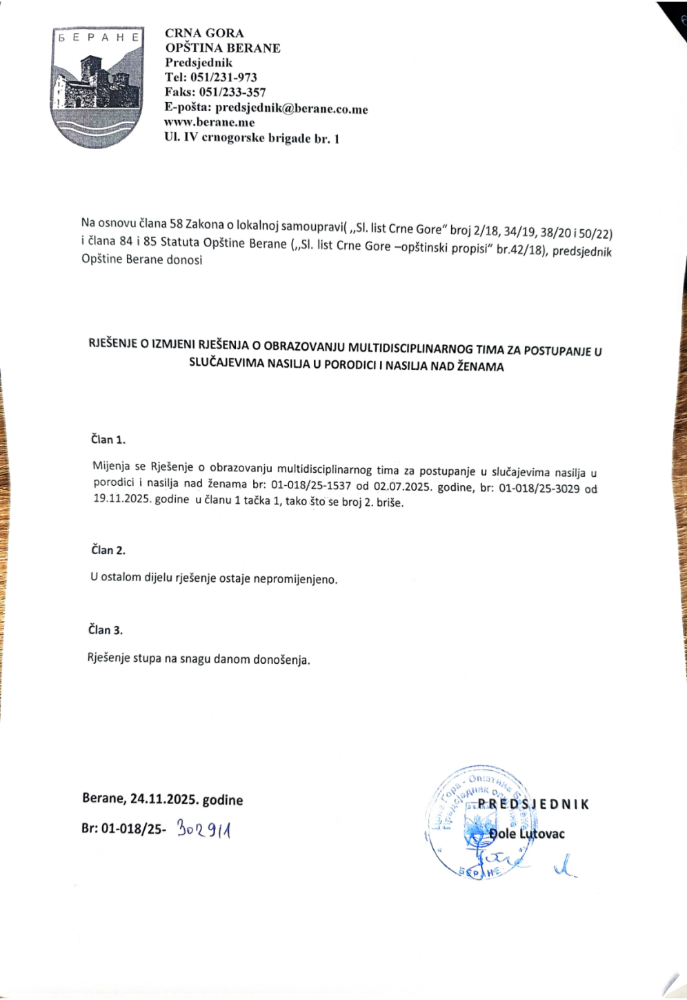 БЕРАНЕ
CRNA GORA
OPŠTINA BERANE
Predsjednik
Tel: 051/231-973
Faks: 051/233-357
E-pošta: predsjednik@berane.co.me
www.berane.me
Ul. IV crnogorske brigade br. 1
Na osnovu člana 58 Zakona o lokalnoj samoupravi( ,,Sl. list Crne Gore“ broj 2/18, 34/19, 38/20 i 50/22)
i člana 84 i 85 Statuta Opštine Berane (,,Sl. list Crne Gore –opštinski propisi“ br.42/18), predsjednik
Opštine Berane donosi
RJEŠENJE O IZMJENI RJEŠENJA O OBRAZOVANJU MULTIDISCIPLINARNOG TIMA ZA POSTUPANJE U
SLUČAJEVIMA NASILJA U PORODICI I NASILJA NAD ŽENAMA
Član 1.
Mijenja se Rješenje o obrazovanju multidisciplinarnog tima za postupanje u slučajevima nasilja u
porodici i nasilja nad ženama br: 01-018/25-1537 od 02.07.2025. godine, br: 01-018/25-3029 od
19.11.2025. godine u članu 1 tačka 1, tako što se broj 2. briše.
Član 2.
U ostalom dijelu rješenje ostaje nepromijenjeno.
Član 3.
Rješenje stupa na snagu danom donošenja.
Berane, 24.11.2025. godine
Br: 01-018/25- 3029/1
PREDSJEDNIK
Đole Lutovac
Црна Гора - Општина Беране
Предсједник општине
БЕРАНЕ